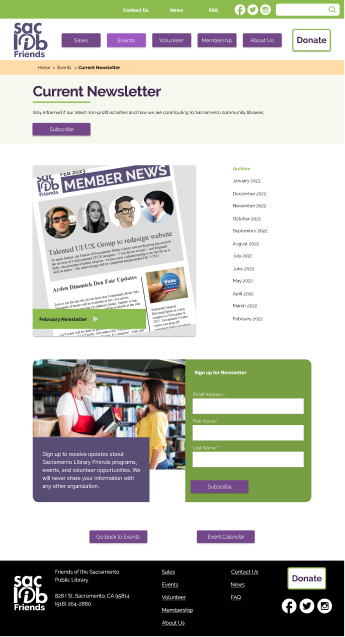 Contact Us News FAQ
sac
pub
Friends
Sales Events Volunteer Membership About Us Donate
Home > Events > Current Newsletter
Current Newsletter
Stay informed if our latest non-profit activities and how we are contributing to Sacramento community libraries.
Subscribe
FEB 2023
sac
Friends
MEMBER NEWS
Talented UI/UX Group to redesign website
Arden Dimmick Den Fair Updates
Vote
February Newsletter
Archive
January 2023
December 2022
November 2022
October 2022
September 2022
August 2022
July 2022
June 2022
May 2022
April 2022
March 2022
February 2022
Sign up to receive updates about
Sacramento Library Friends programs,
events, and volunteer opportunities. We
will never share your information with
any other organization.
Sign up for Newsletter
Email Address*
First Name*
Last Name*
Subscribe
Go back to Events Event Calendar
sac
pub
Friends
Friends of the Sacramento
Public Library
828 I St, Sacramento, CA 95814
(916) 264-2880
Sales
Events
Volunteer
Membership
About Us
Contact Us
News
FAQ
Donate